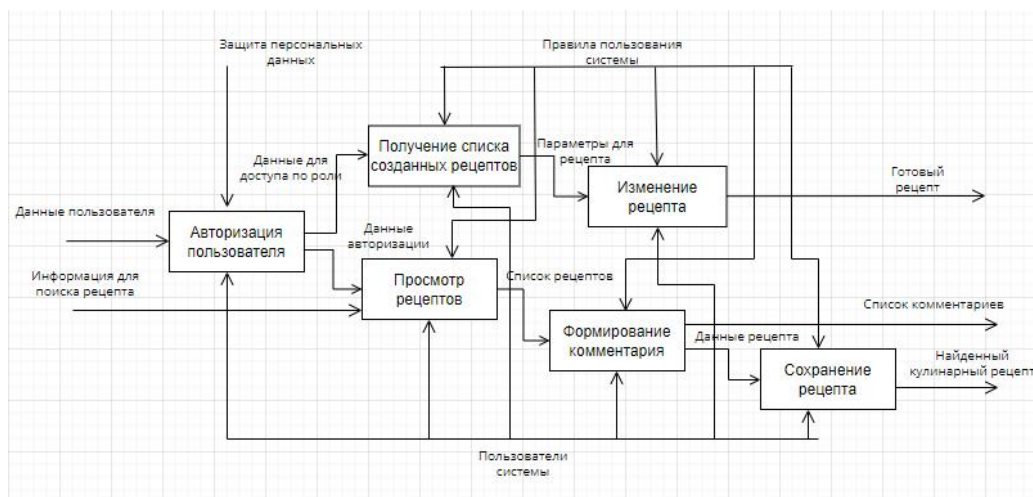 Защита персональных
данных
Правила пользования
системы
Получение списка
созданных рецептов
Параметры для
рецепта
Данные для
доступа по роли
Изменение
рецепта
Готовый
рецепт
Данные пользователя
Авторизация
пользователя
Данные
авторизации
Информация для
поиска рецепта
Просмотр
рецептов
Список рецептов
Список комментариев
Формирование
комментария
Данные рецепта
Найденный
кулинарный рецепт
Сохранение
рецепта
Пользователи
системы